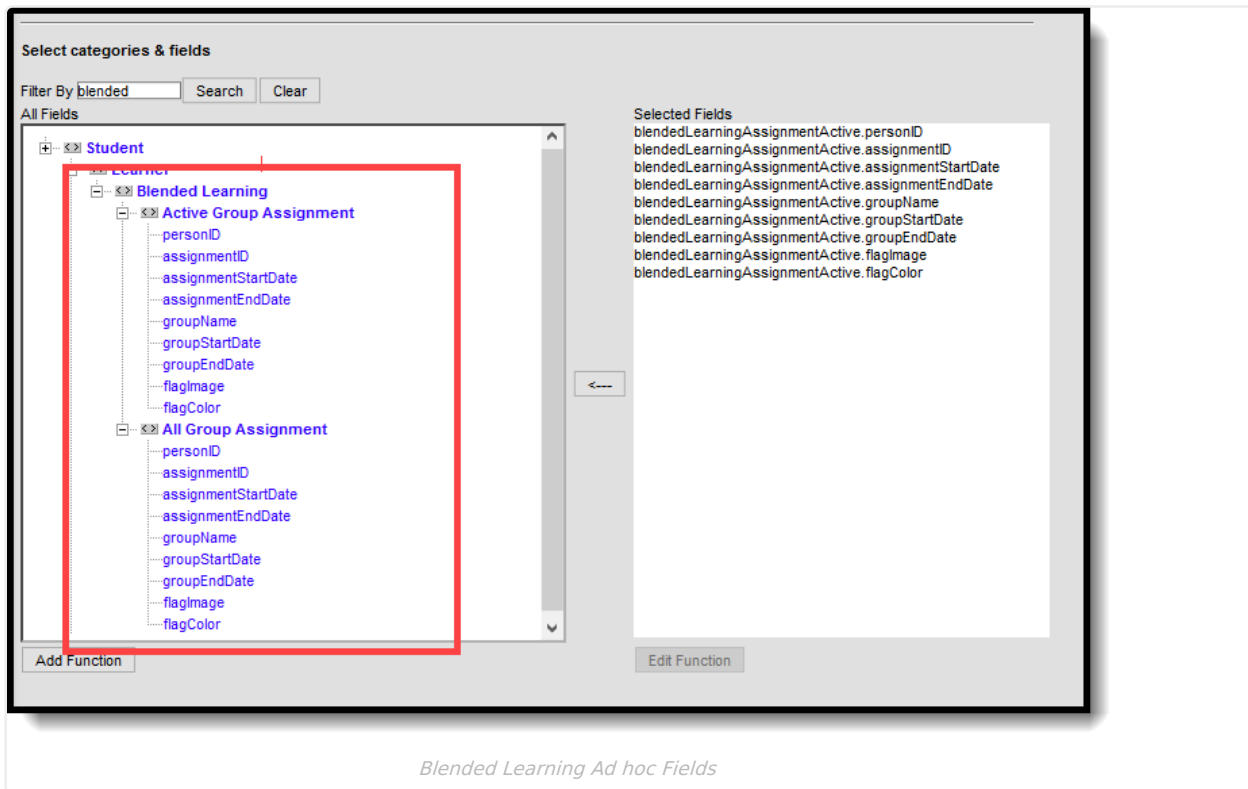 Select categories & fields
Filter By blended Search Clear
All Fields
Student
Learner
Blended Learning
Active Group Assignment
personID
assignmentID
assignmentStartDate
assignmentEndDate
groupName
groupStartDate
groupEndDate
flagImage
flagColor
All Group Assignment
personID
assignmentID
assignmentStartDate
assignmentEndDate
groupName
groupStartDate
groupEndDate
flagImage
flagColor
Add Function
<---
Selected Fields
blendedLearningAssignmentActive.personID
blendedLearningAssignmentActive.assignmentID
blendedLearningAssignmentActive.assignmentStartDate
blendedLearningAssignmentActive.assignmentEndDate
blendedLearningAssignmentActive.groupName
blendedLearningAssignmentActive.groupStartDate
blendedLearningAssignmentActive.groupEndDate
blendedLearningAssignmentActive.flagImage
blendedLearningAssignmentActive.flagColor
Edit Function
Blended Learning Ad hoc Fields